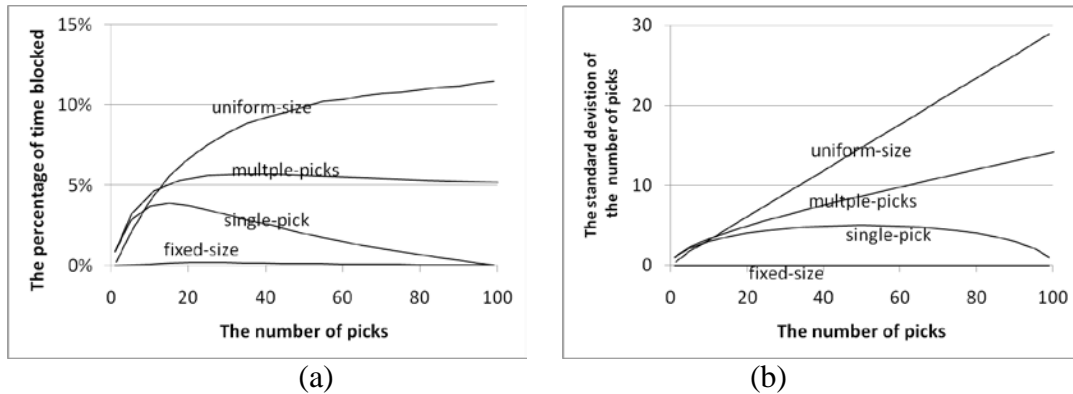 15%
10%
5%
0%
The percentage of time blocked
uniform-size
multple-picks
single-pick
fixed-size
0 20 40 60 80 100
The number of picks
(a)
30
20
10
0
The standard devistion of
the number of picks
uniform-size
multple-picks
single-pick
fixed-size
0 20 40 60 80 100
The number of picks
(b)